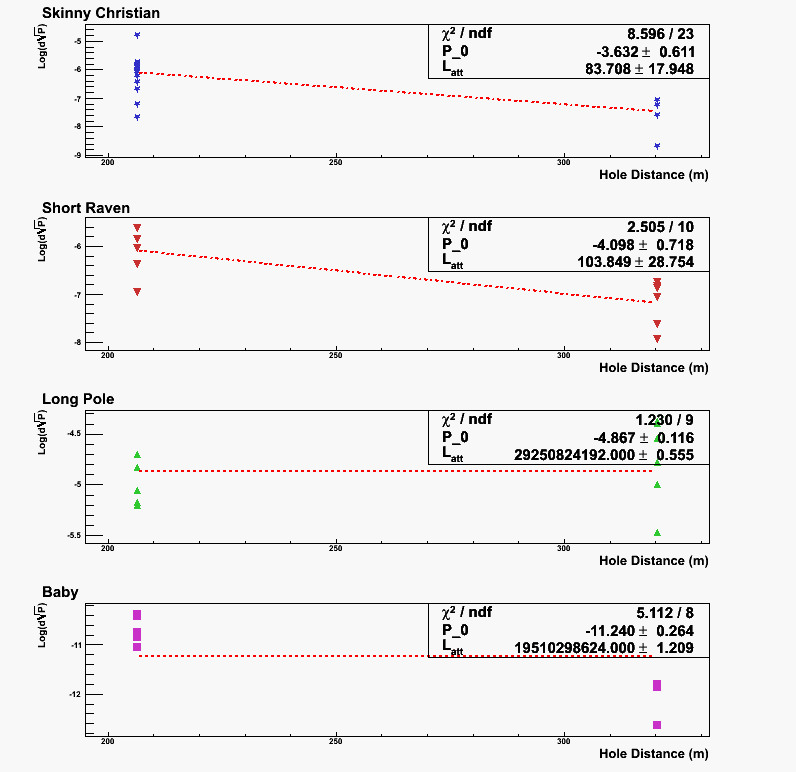 Skinny Christian
Log(d√P)
χ² / ndf 8.596 / 23
P_0 -3.632 ± 0.611
L_att 83.708 ± 17.948
-5
-6
-7
-8
-9
200 250 300
Hole Distance (m)
Short Raven
Log(d√P)
χ² / ndf 2.505 / 10
P_0 -4.098 ± 0.718
L_att 103.849 ± 28.754
-6
-7
-8
200 250 300
Hole Distance (m)
Long Pole
Log(d√P)
χ² / ndf 1.230 / 9
P_0 -4.867 ± 0.116
L_att 29250824192.000 ± 0.555
-4.5
-5
-5.5
200 250 300
Hole Distance (m)
Baby
Log(d√P)
χ² / ndf 5.112 / 8
P_0 -11.240 ± 0.264
L_att 19510298624.000 ± 1.209
-11
-12
200 250 300
Hole Distance (m)